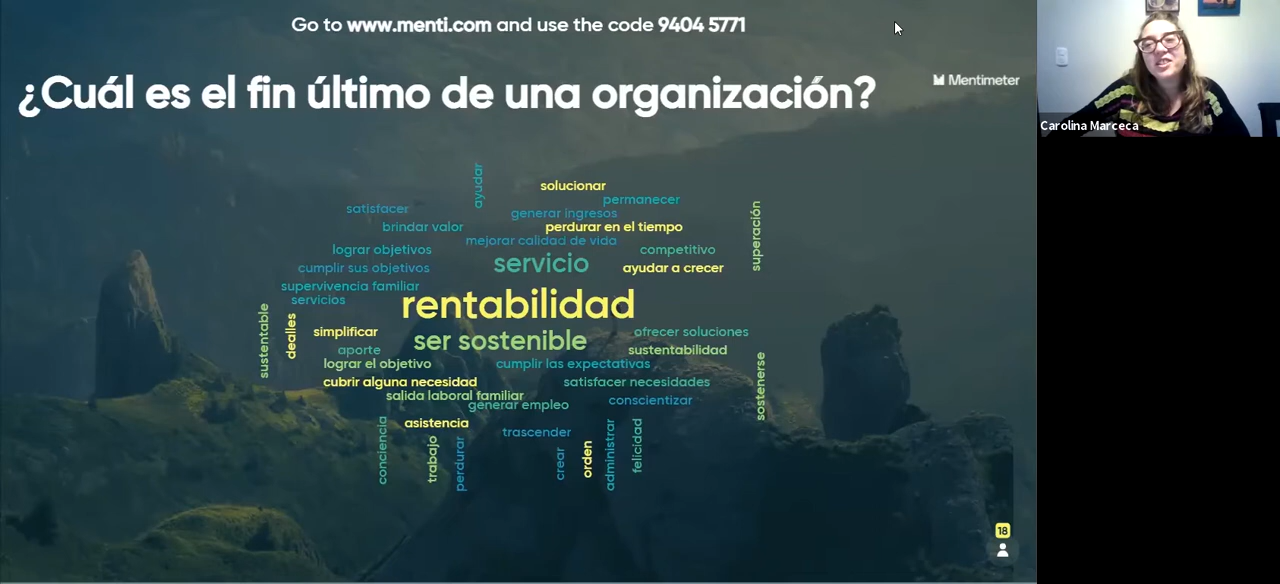 Go to www.menti.com and use the code 9404 5771
¿Cuál es el fin último de una organización?
Mentimeter
Carolina Marceca
ayudar
solucionar
permanecer
satisfacer
generar ingresos
brindar valor
perdurar en el tiempo
superación
mejorar calidad de vida
lograr objetivos
competitivo
servicio
cumplir sus objetivos
ayudar a crecer
supervivencia familiar
servicios
rentabilidad
sustentable
dealles
simplificar
ser sostenible
ofrecer soluciones
aporte
sustentabilidad
lograr el objetivo
cumplir las expectativas
sostenerse
cubrir alguna necesidad
satisfacer necesidades
salida laboral familiar
generar empleo
conscientizar
asistencia
conciencia
trabajo
perdurar
trascender
crear
orden
administrar
felicidad
18